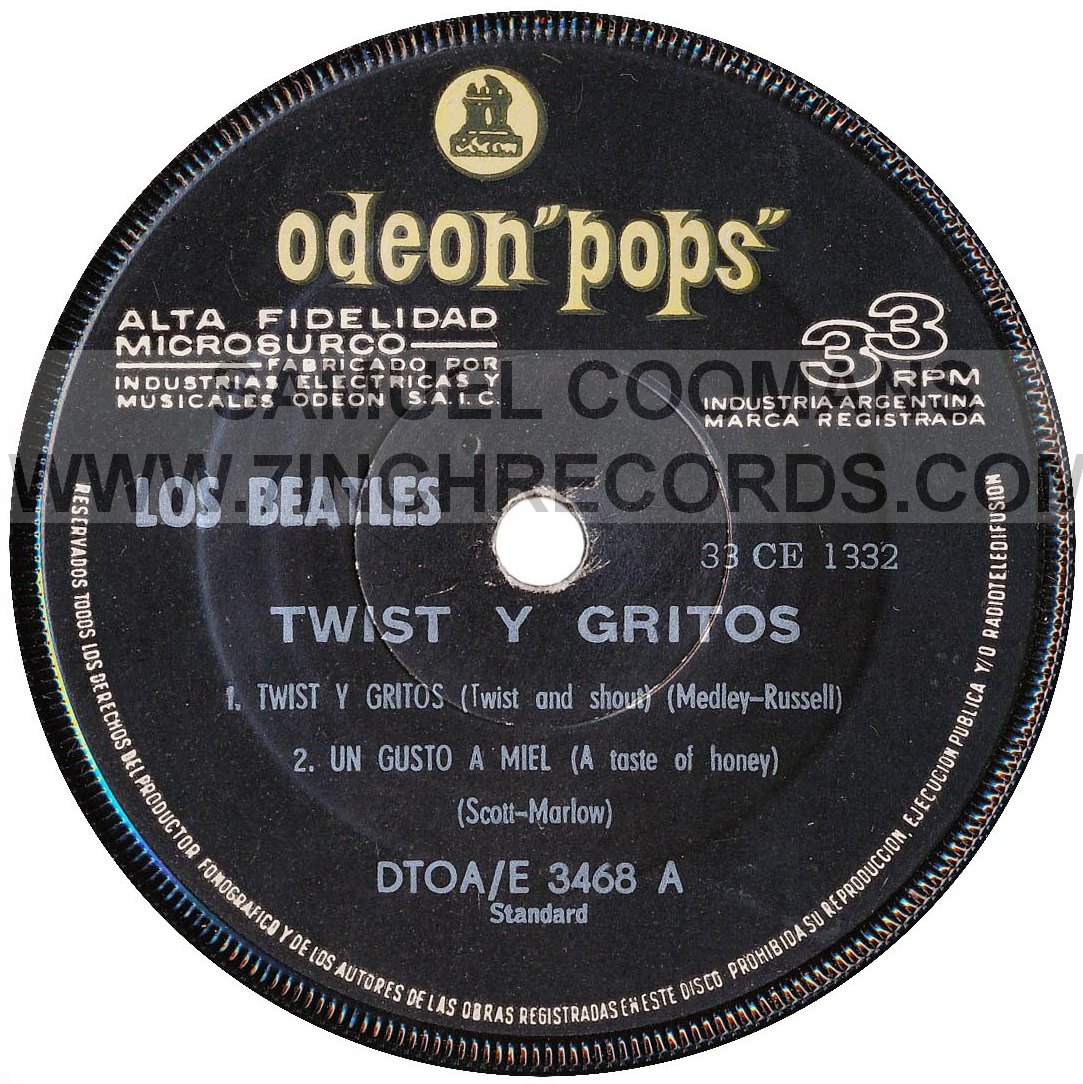 odeon
odeon "pops"
ALTA FIDELIDAD
MICROSURCO
FABRICADO POR
INDUSTRIAS ELECTRICAS Y
MUSICALES ODEON S.A.I.C.
33
RPM
INDUSTRIA ARGENTINA
MARCA REGISTRADA
SAMUEL COOMANS
WWW.7INCHRECORDS.COM
LOS BEATLES
33 CE 1332
TWIST Y GRITOS
1. TWIST Y GRITOS (Twist and shout) (Medley-Russell)
2. UN GUSTO A MIEL (A taste of honey)
(Scott-Marlow)
DTOA/E 3468 A
Standard
RESERVADOS TODOS LOS DERECHOS DEL PRODUCTOR FONOGRAFICO Y DE LOS AUTORES DE LAS OBRAS REGISTRADAS EN ESTE DISCO PROHIBIDA SU REPRODUCCION, EJECUCION PUBLICA Y/O RADIOTELEDIFUSION